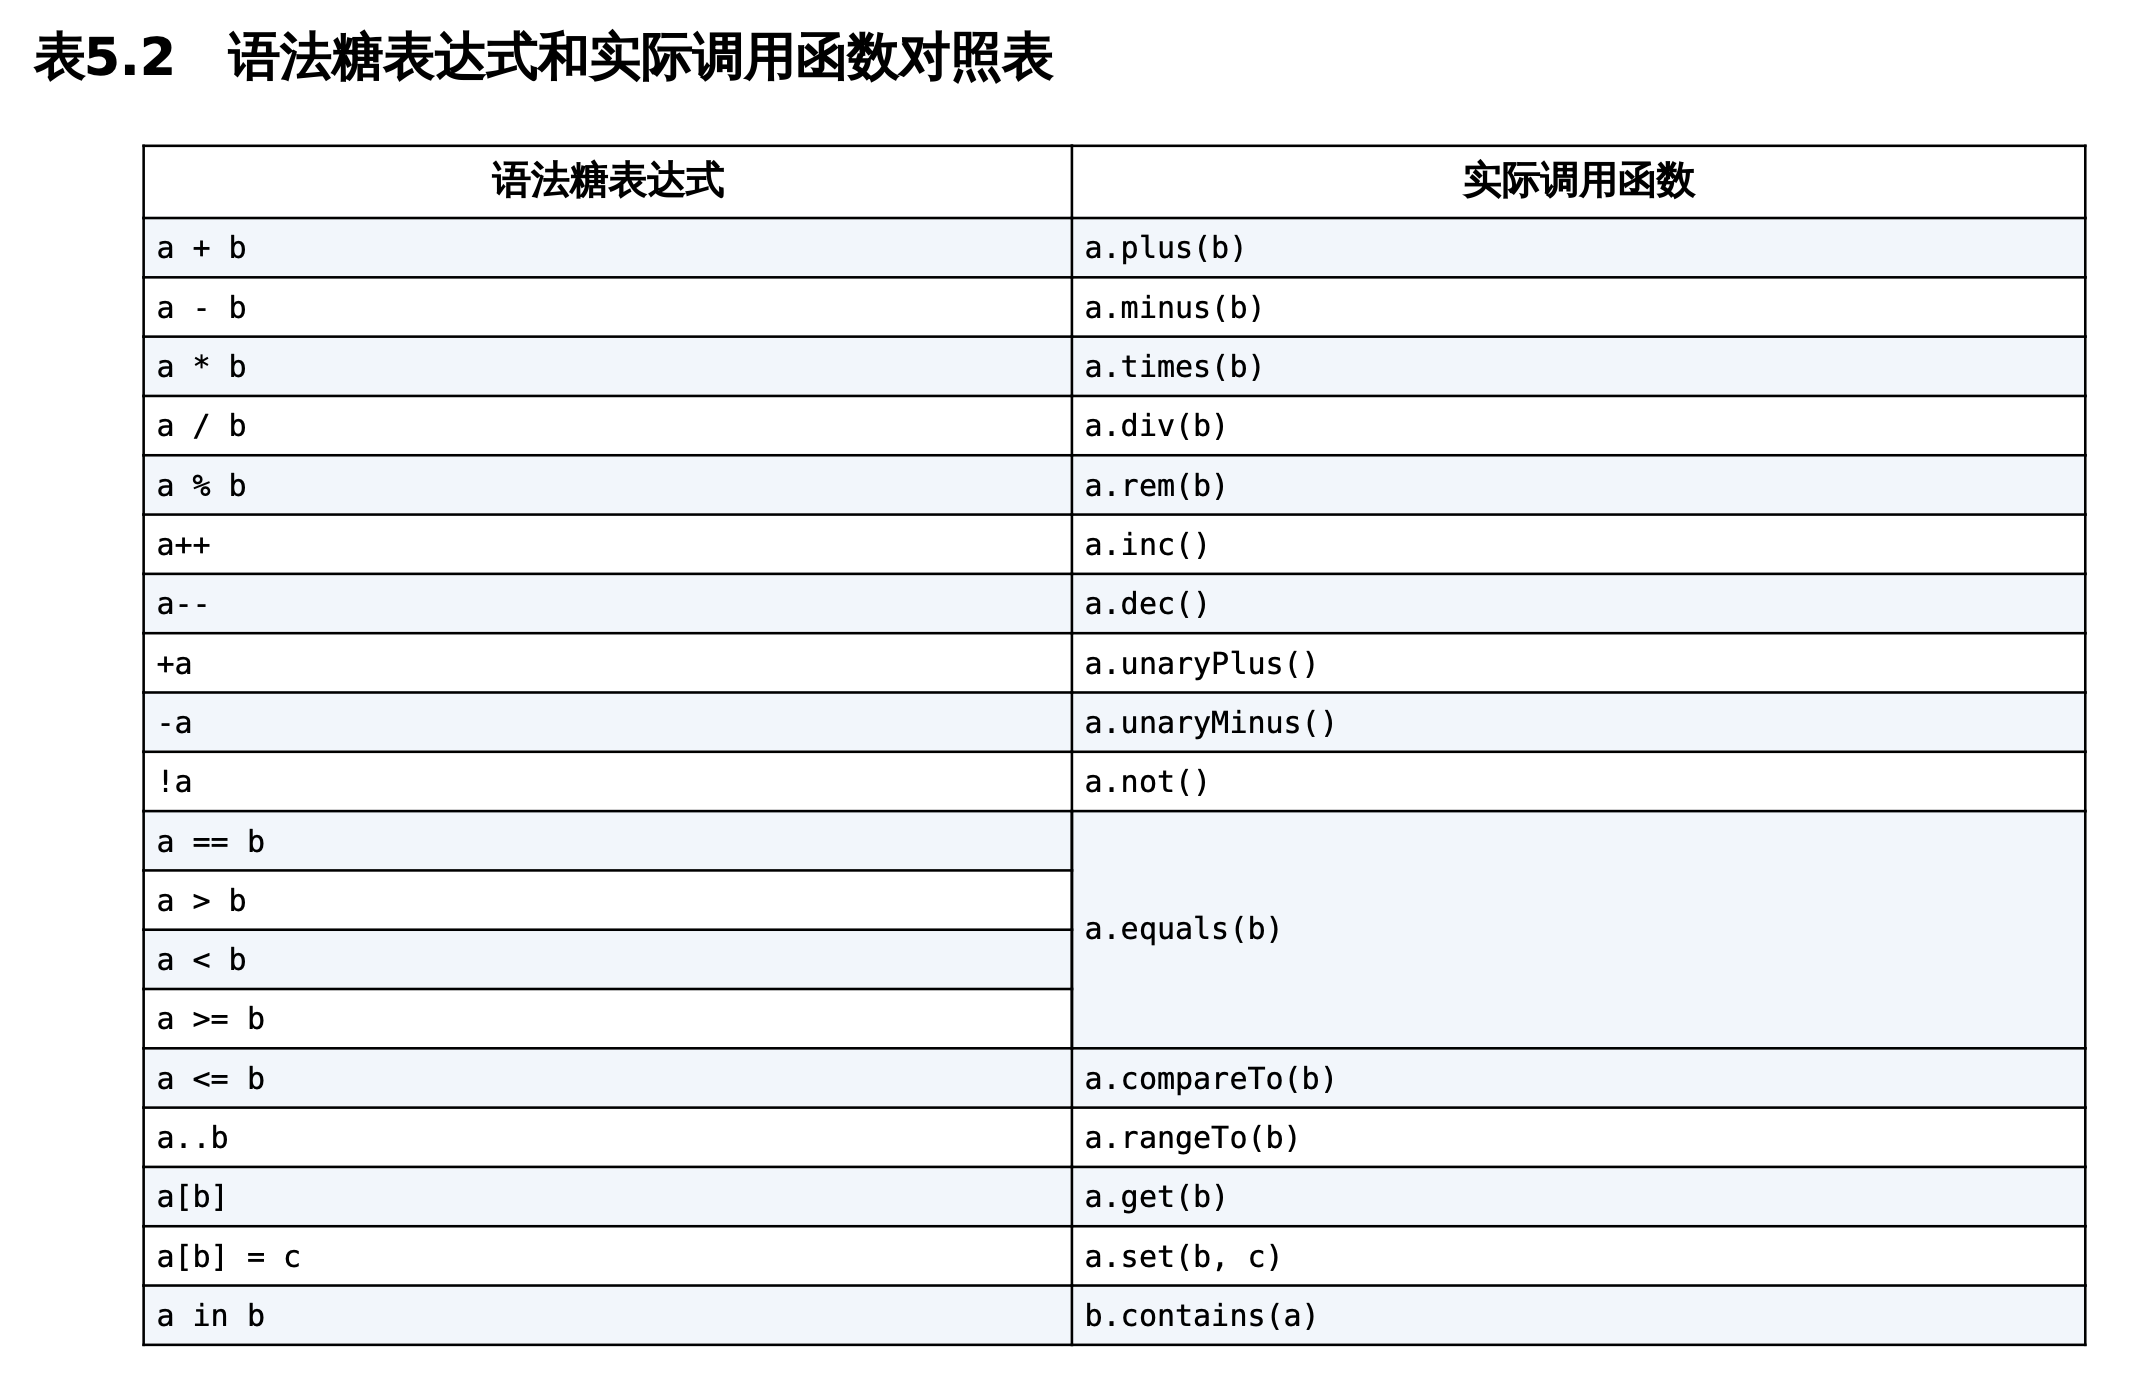 表5.2　语法糖表达式和实际调用函数对照表
语法糖表达式 实际调用函数
a + b a.plus(b)
a - b a.minus(b)
a * b a.times(b)
a / b a.div(b)
a % b a.rem(b)
a++ a.inc()
a-- a.dec()
+a a.unaryPlus()
-a a.unaryMinus()
!a a.not()
a == b
a > b
a.equals(b)
a < b
a >= b
a <= b a.compareTo(b)
a..b a.rangeTo(b)
a[b] a.get(b)
a[b] = c a.set(b, c)
a in b b.contains(a)